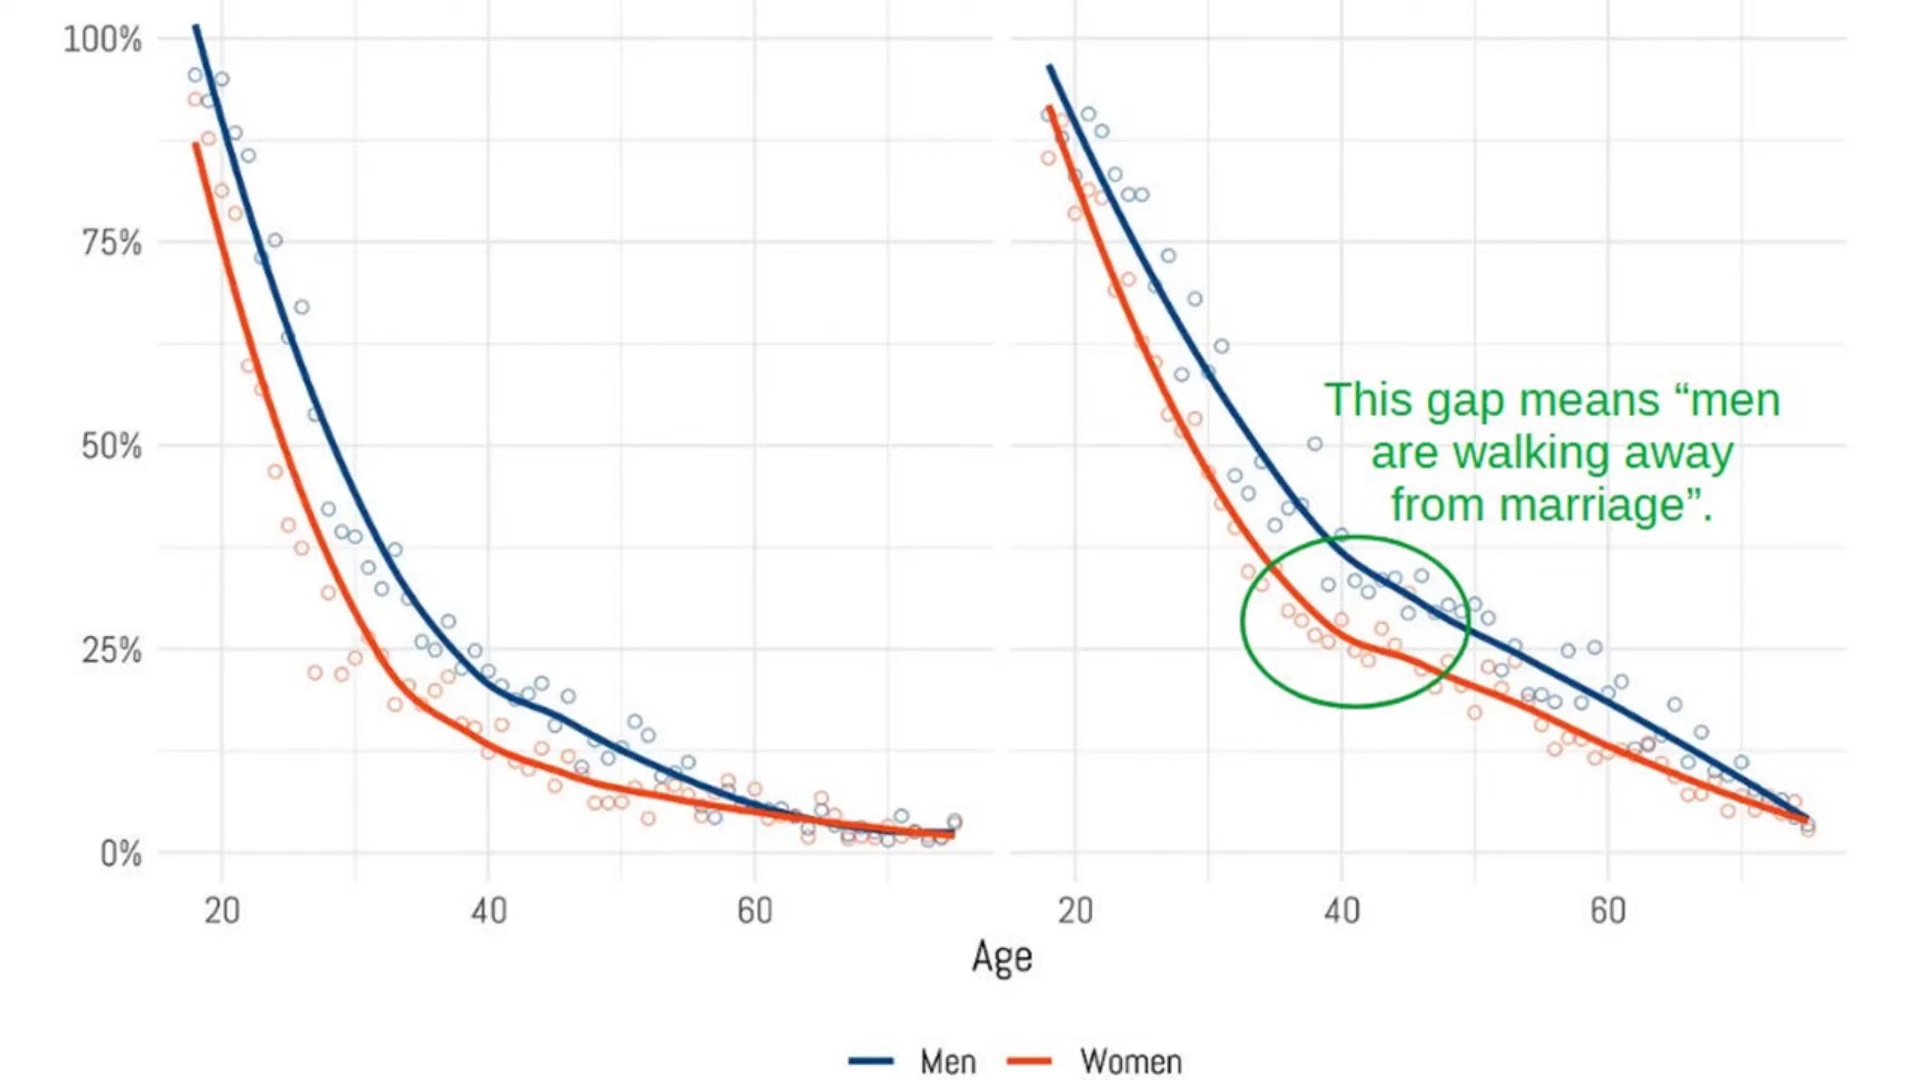 100%
75%
50%
25%
0%
This gap means “men
are walking away
from marriage”.
20 40 60 20 40 60
Age
Men Women